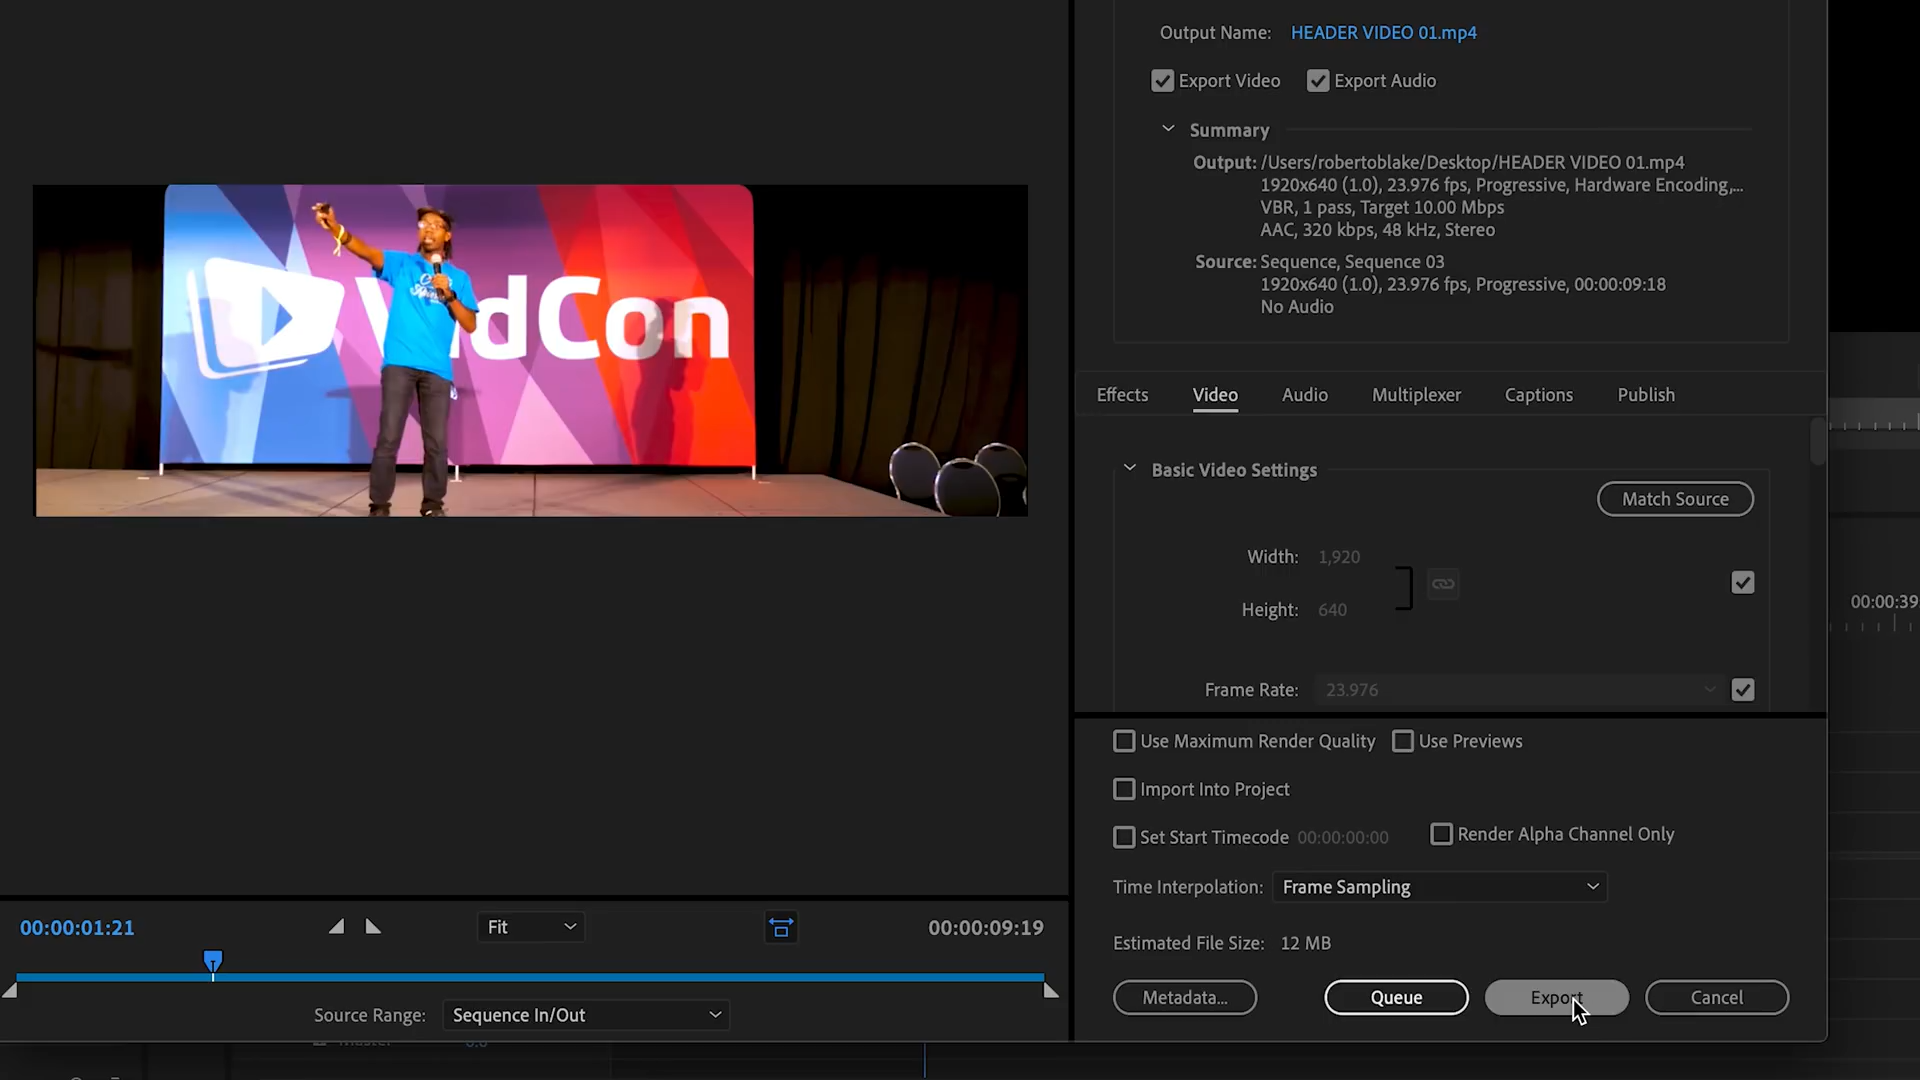 Output Name: HEADER VIDEO 01.mp4
Export Video Export Audio
Summary
Output: /Users/robertoblake/Desktop/HEADER VIDEO 01.mp4
1920x640 (1.0), 23.976 fps, Progressive, Hardware Encoding,...
VBR, 1 pass, Target 10.00 Mbps
AAC, 320 kbps, 48 kHz, Stereo
Source: Sequence, Sequence 03
1920x640 (1.0), 23.976 fps, Progressive, 00:00:09:18
No Audio
VidCon
Effects Video Audio Multiplexer Captions Publish
Basic Video Settings
Match Source
Width: 1,920
Height: 640
00:00:39
Frame Rate: 23.976
Use Maximum Render Quality Use Previews
Import Into Project
Set Start Timecode 00:00:00:00 Render Alpha Channel Only
Time Interpolation: Frame Sampling
Estimated File Size: 12 MB
00:00:01:21 Fit 00:00:09:19
Metadata... Queue Export Cancel
Source Range: Sequence In/Out